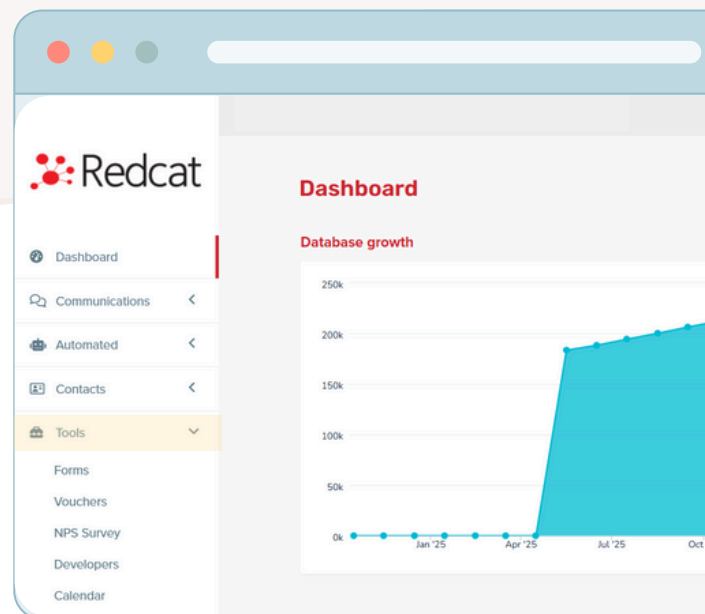 Redcat
Dashboard
Communications
Automated
Contacts
Tools
Forms
Vouchers
NPS Survey
Developers
Calendar
Dashboard
Database growth
250k
200k
150k
100k
50k
0k
Jan '25
Apr '25
Jul '25
Oct